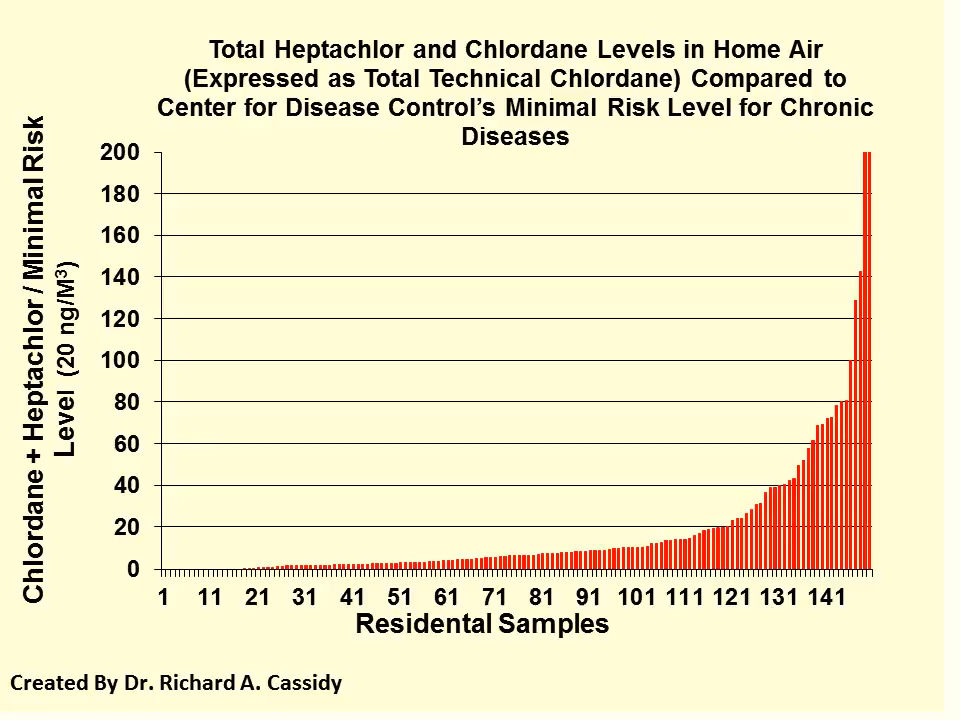 Total Heptachlor and Chlordane Levels in Home Air
(Expressed as Total Technical Chlordane) Compared to
Center for Disease Control’s Minimal Risk Level for Chronic
Diseases
Chlordane + Heptachlor / Minimal Risk
Level (20 ng/M³)
200
180
160
140
120
100
80
60
40
20
0
1 11 21 31 41 51 61 71 81 91 101 111 121 131 141
Residental Samples
Created By Dr. Richard A. Cassidy